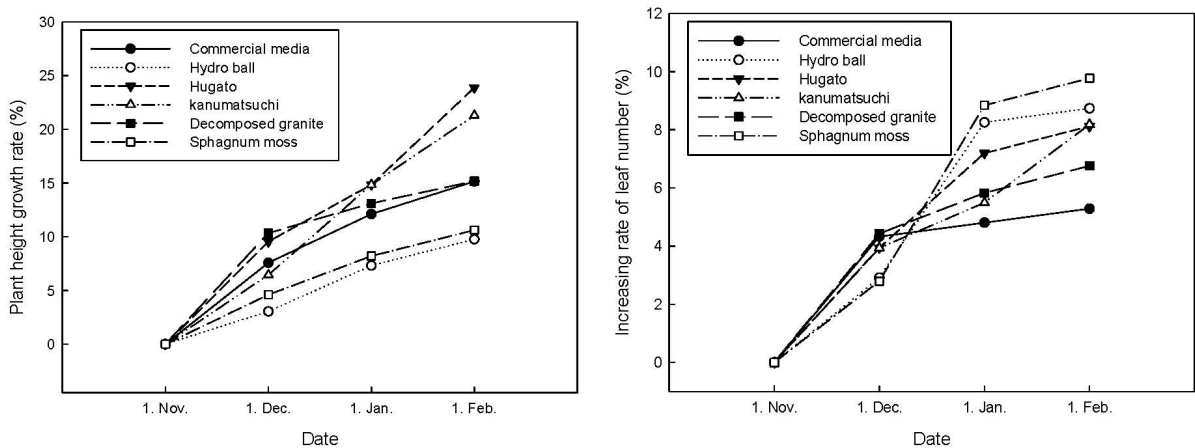 Plant height growth rate (%)
30
25
20
15
10
5
0
Commercial media
Hydro ball
Hugato
kanumatsuchi
Decomposed granite
Sphagnum moss
1. Nov.
1. Dec.
1. Jan.
1. Feb.
Date
Increasing rate of leaf number (%)
12
10
8
6
4
2
0
Commercial media
Hydro ball
Hugato
kanumatsuchi
Decomposed granite
Sphagnum moss
1. Nov.
1. Dec.
1. Jan.
1. Feb.
Date